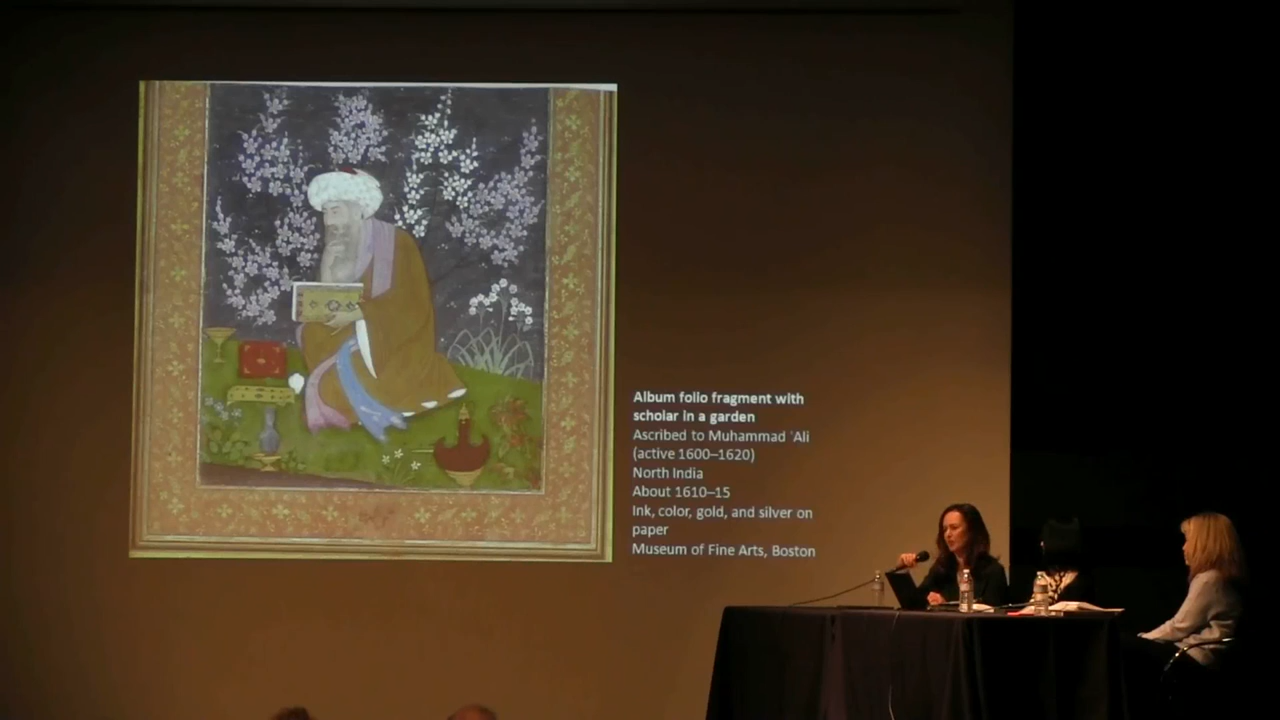 Album folio fragment with
scholar in a garden
Ascribed to Muhammad ʿAli
(active 1600–1620)
North India
About 1610–15
Ink, color, gold, and silver on
paper
Museum of Fine Arts, Boston